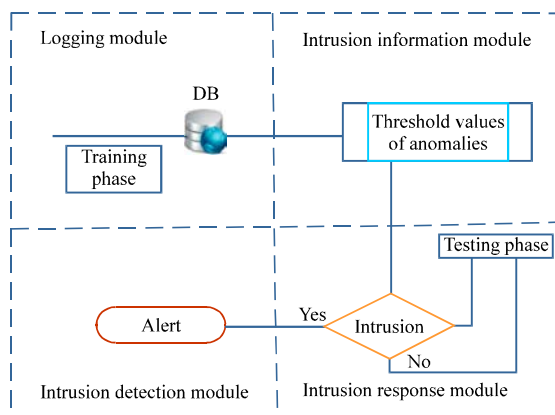 Logging module
Intrusion information module
DB
Threshold values
of anomalies
Training
phase
Testing phase
Yes
Alert
Intrusion
No
Intrusion detection module
Intrusion response module